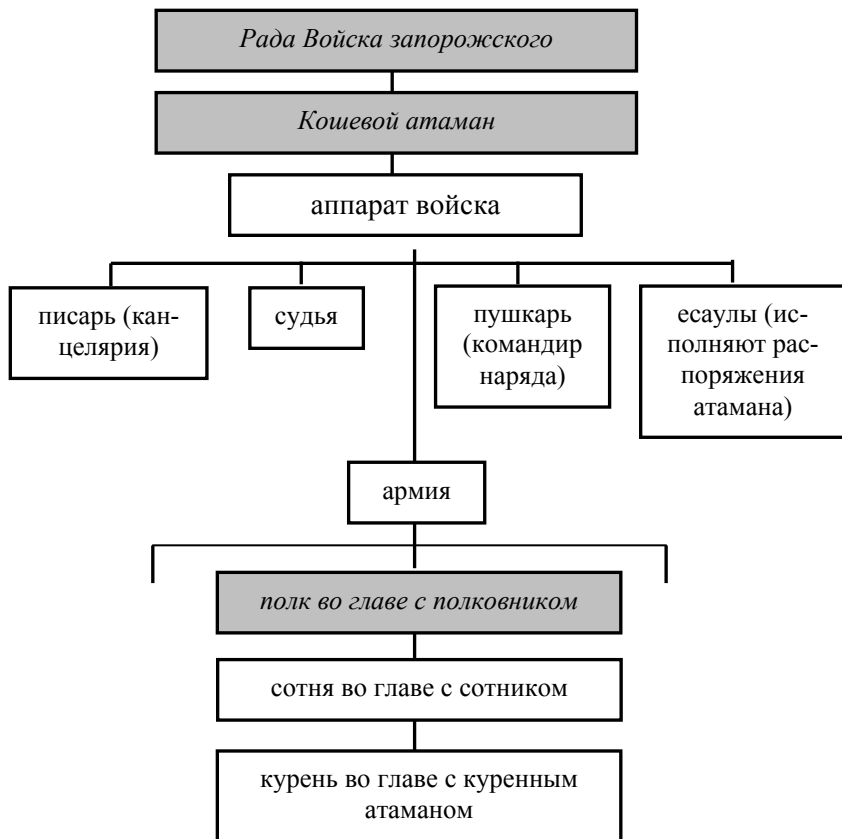 Рада Войска запорожского
Кошевой атаман
аппарат войска
писарь (кан-
целярия)
судья
пушкарь
(командир
наряда)
есаулы (ис-
полняют рас-
поряжения
атамана)
армия
полк во главе с полковником
сотня во главе с сотником
курень во главе с куренным
атаманом